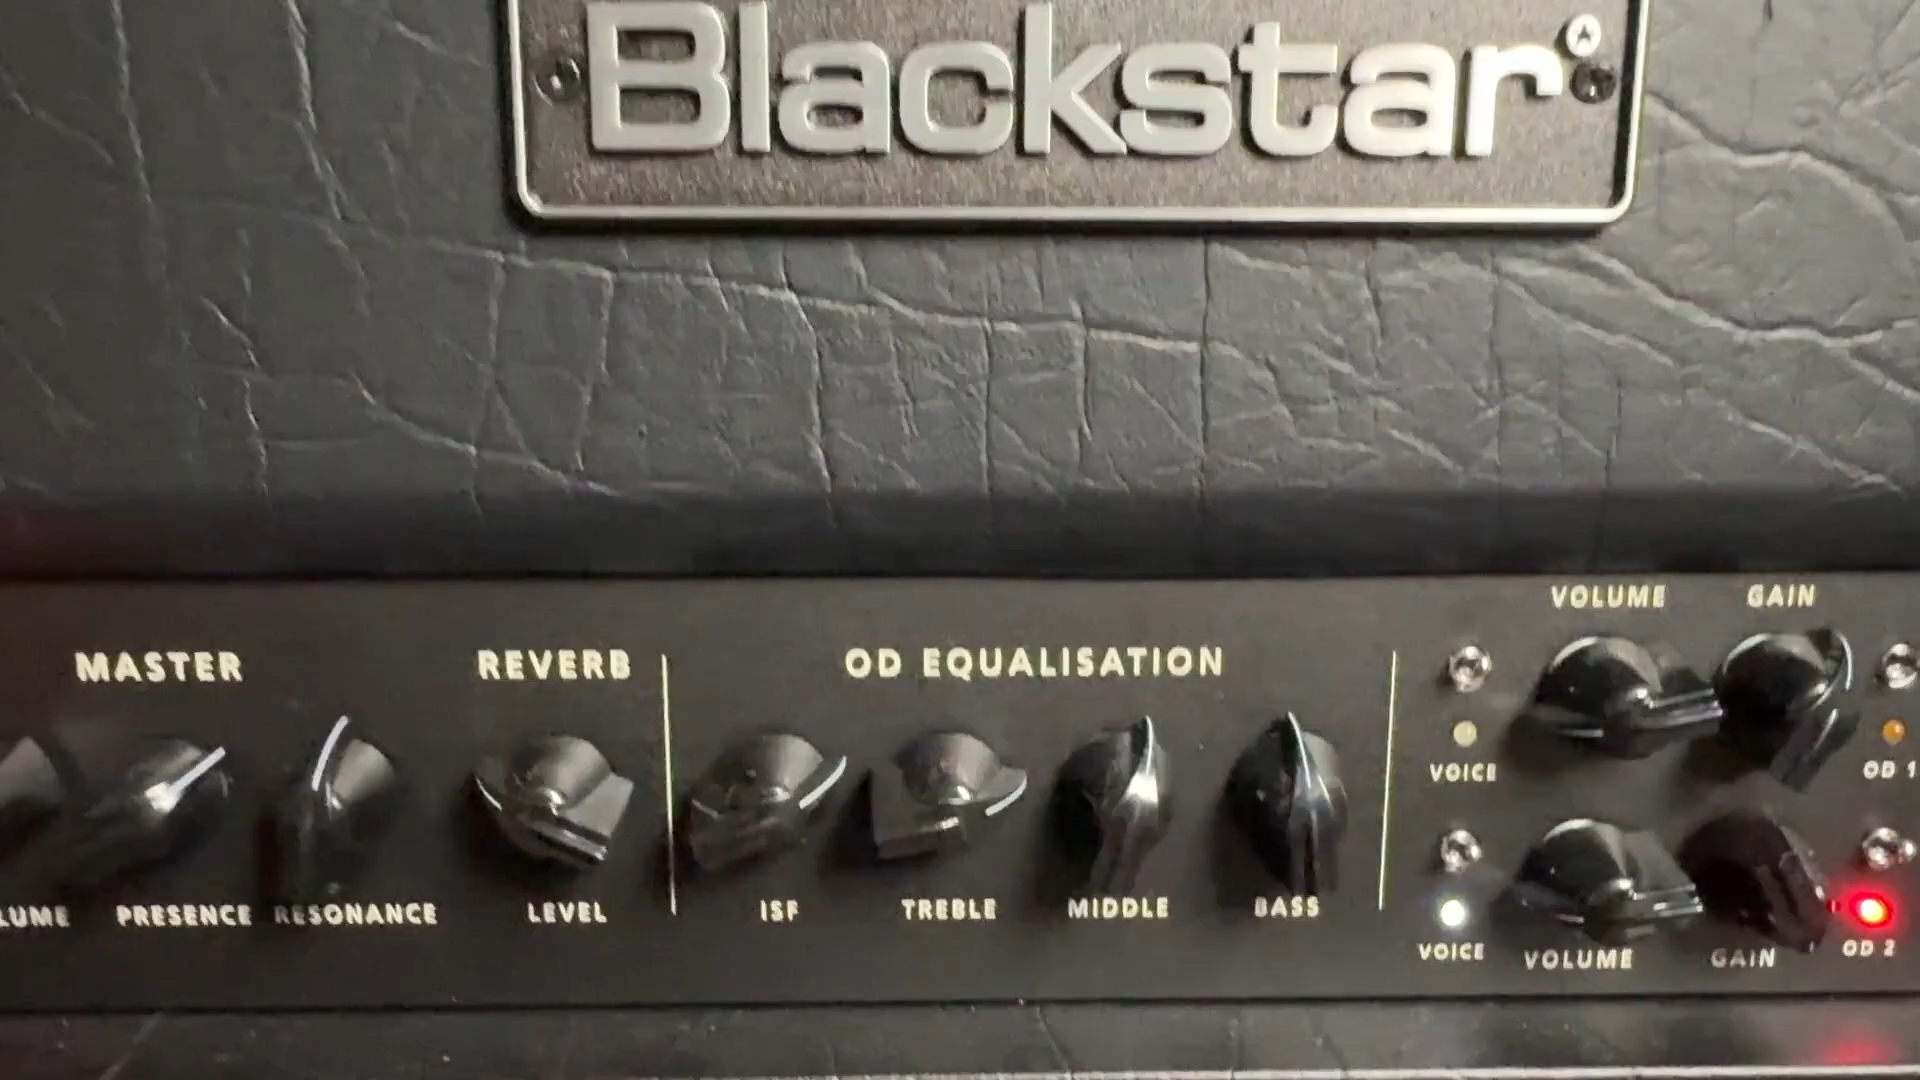 Blackstar®
VOLUME GAIN
MASTER REVERB OD EQUALISATION
VOICE OD 1
LUME PRESENCE RESONANCE LEVEL ISF TREBLE MIDDLE BASS
VOICE VOLUME GAIN OD 2